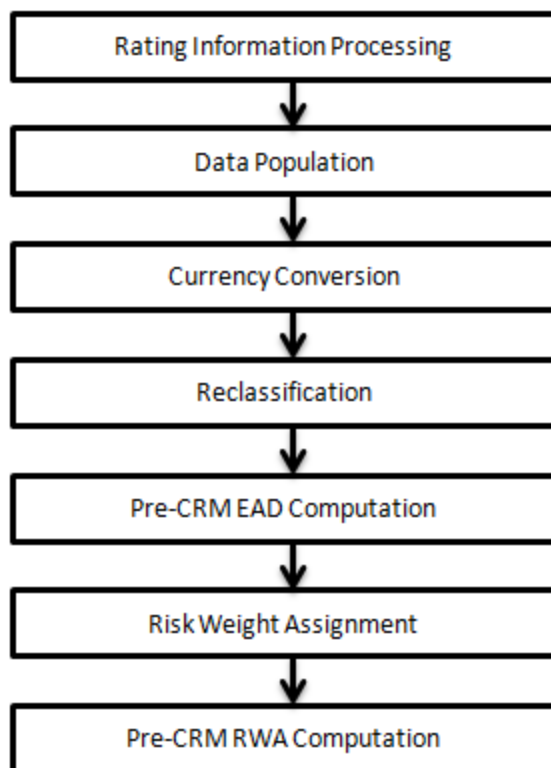 Rating Information Processing
Data Population
Currency Conversion
Reclassification
Pre-CRM EAD Computation
Risk Weight Assignment
Pre-CRM RWA Computation